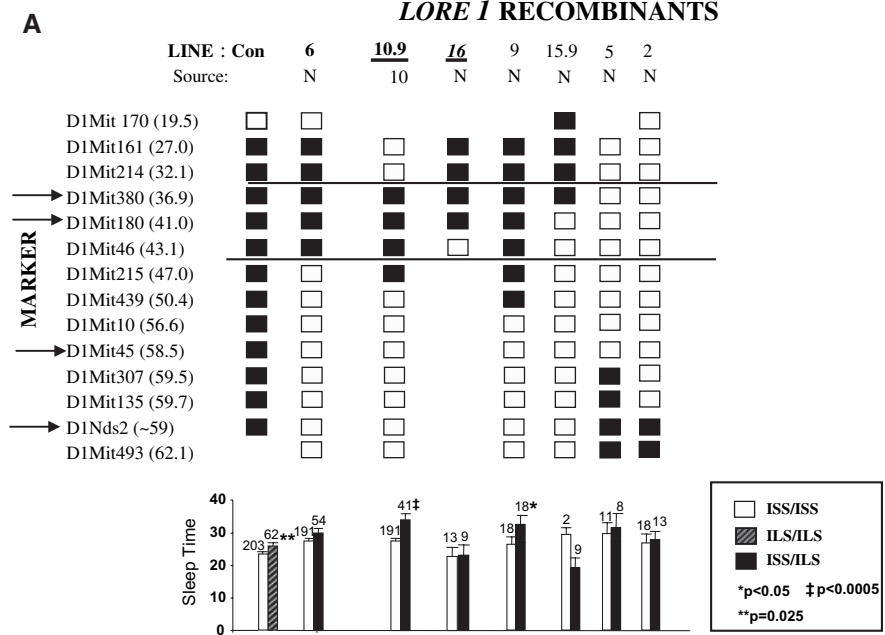 LORE 1 RECOMBINANTS
A
LINE : Con 6 10.9 16 9 15.9 5 2
Source: N 10 N N N N N
D1Mit 170 (19.5)
D1Mit161 (27.0)
D1Mit214 (32.1)
D1Mit380 (36.9)
D1Mit180 (41.0)
D1Mit46 (43.1)
D1Mit215 (47.0)
D1Mit439 (50.4)
D1Mit10 (56.6)
D1Mit45 (58.5)
D1Mit307 (59.5)
D1Mit135 (59.7)
D1Nds2 (~59)
D1Mit493 (62.1)
MARKER
Sleep Time
40
30
20
10
0
203 62 ** 191 54 191 41 ‡ 13 9 18 18 * 2 9 11 8 18 13
ISS/ISS
ILS/ILS
ISS/ILS
*p<0.05 ‡p<0.0005
**p=0.025